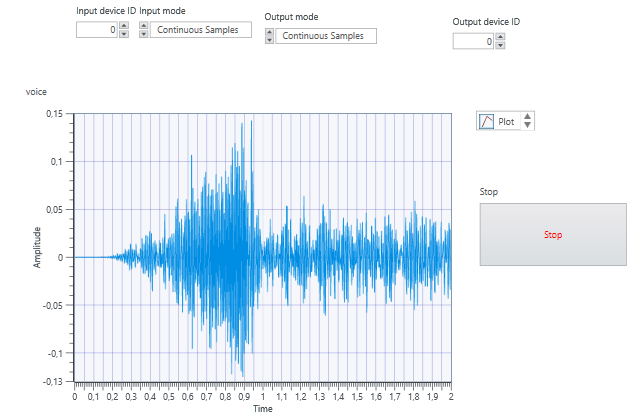 Input device ID Input mode
Output mode
Output device ID
0
Continuous Samples
Continuous Samples
0
voice
Plot
0,15
0,1
0,05
0
-0,05
-0,1
-0,13
Amplitude
Stop
Stop
0 0,1 0,2 0,3 0,4 0,5 0,6 0,7 0,8 0,9 1 1,1 1,2 1,3 1,4 1,5 1,6 1,7 1,8 1,9 2
Time